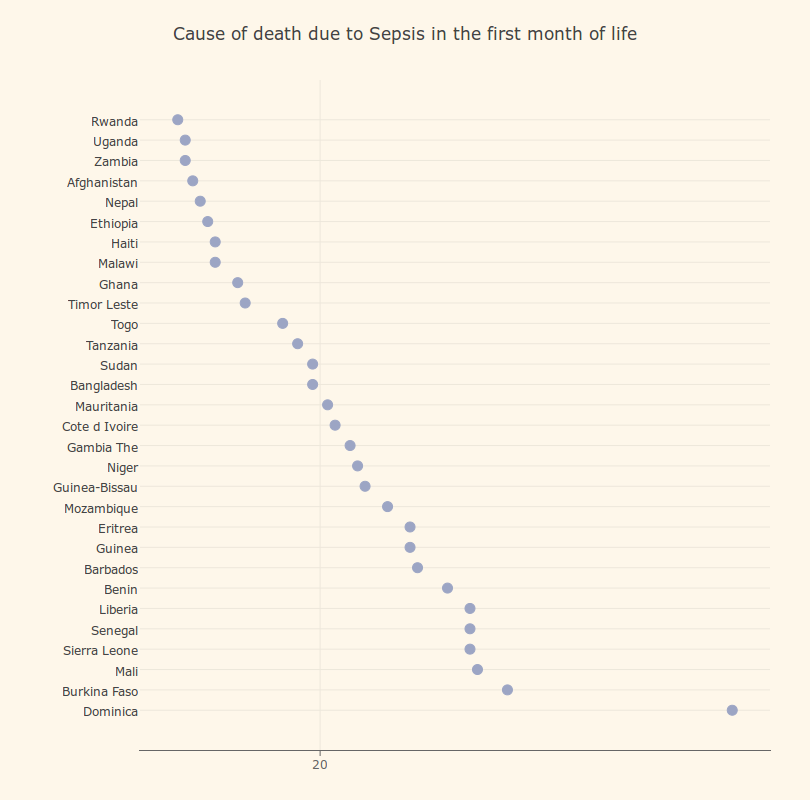 Cause of death due to Sepsis in the first month of life
Rwanda
Uganda
Zambia
Afghanistan
Nepal
Ethiopia
Haiti
Malawi
Ghana
Timor Leste
Togo
Tanzania
Sudan
Bangladesh
Mauritania
Cote d Ivoire
Gambia The
Niger
Guinea-Bissau
Mozambique
Eritrea
Guinea
Barbados
Benin
Liberia
Senegal
Sierra Leone
Mali
Burkina Faso
Dominica
20